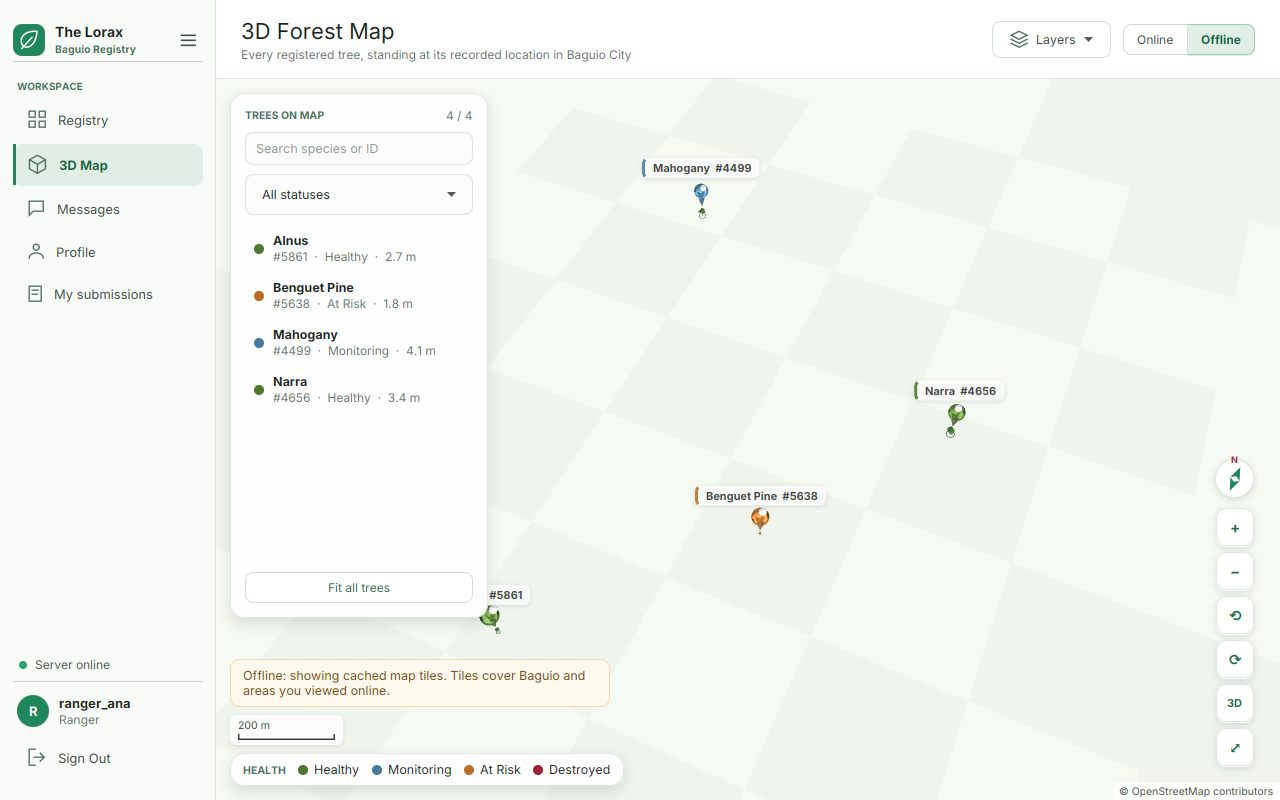 The Lorax
Baguio Registry
WORKSPACE
Registry
3D Map
Messages
Profile
My submissions
Server online
R
ranger_ana
Ranger
Sign Out
3D Forest Map
Every registered tree, standing at its recorded location in Baguio City
Layers
Online
Offline
TREES ON MAP
4 / 4
Search species or ID
All statuses
Alnus
#5861 · Healthy · 2.7 m
Benguet Pine
#5638 · At Risk · 1.8 m
Mahogany
#4499 · Monitoring · 4.1 m
Narra
#4656 · Healthy · 3.4 m
Fit all trees
Mahogany #4499
Narra #4656
Benguet Pine #5638
#5861
Offline: showing cached map tiles. Tiles cover Baguio and
areas you viewed online.
200 m
HEALTH
Healthy
Monitoring
At Risk
Destroyed
N
+
−
3D
© OpenStreetMap contributors